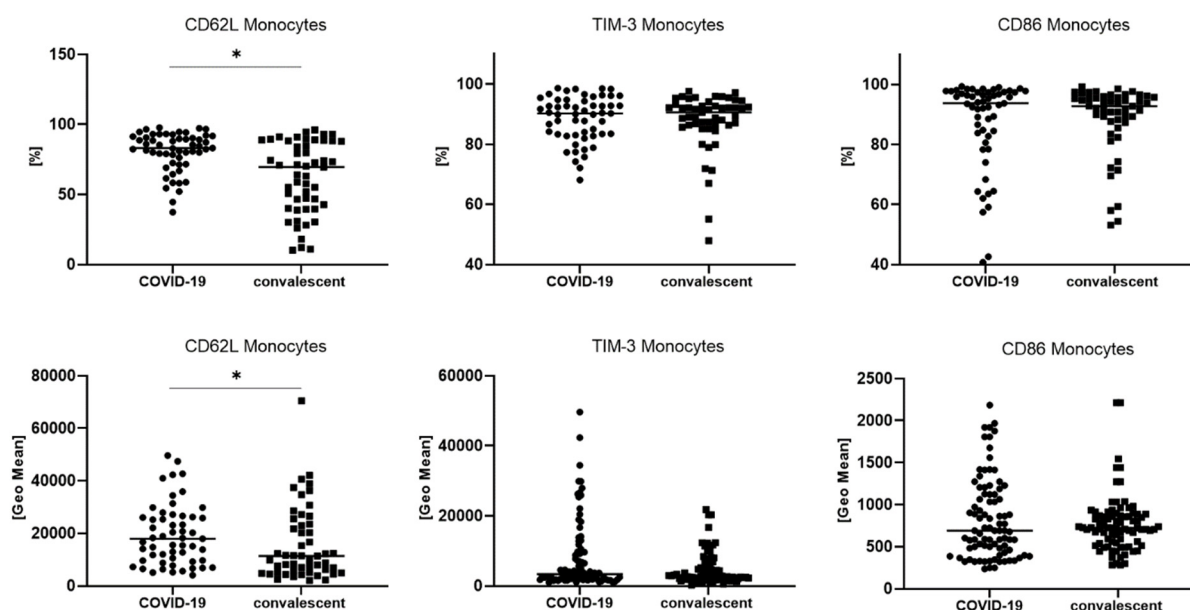 CD62L Monocytes
*
150
100
50
0
[%]
COVID-19 convalescent
TIM-3 Monocytes
100
80
60
40
[%]
COVID-19 convalescent
CD86 Monocytes
100
80
60
40
[%]
COVID-19 convalescent
CD62L Monocytes
*
80000
60000
40000
20000
0
[Geo Mean]
COVID-19 convalescent
TIM-3 Monocytes
60000
40000
20000
0
[Geo Mean]
COVID-19 convalescent
CD86 Monocytes
2500
2000
1500
1000
500
0
[Geo Mean]
COVID-19 convalescent